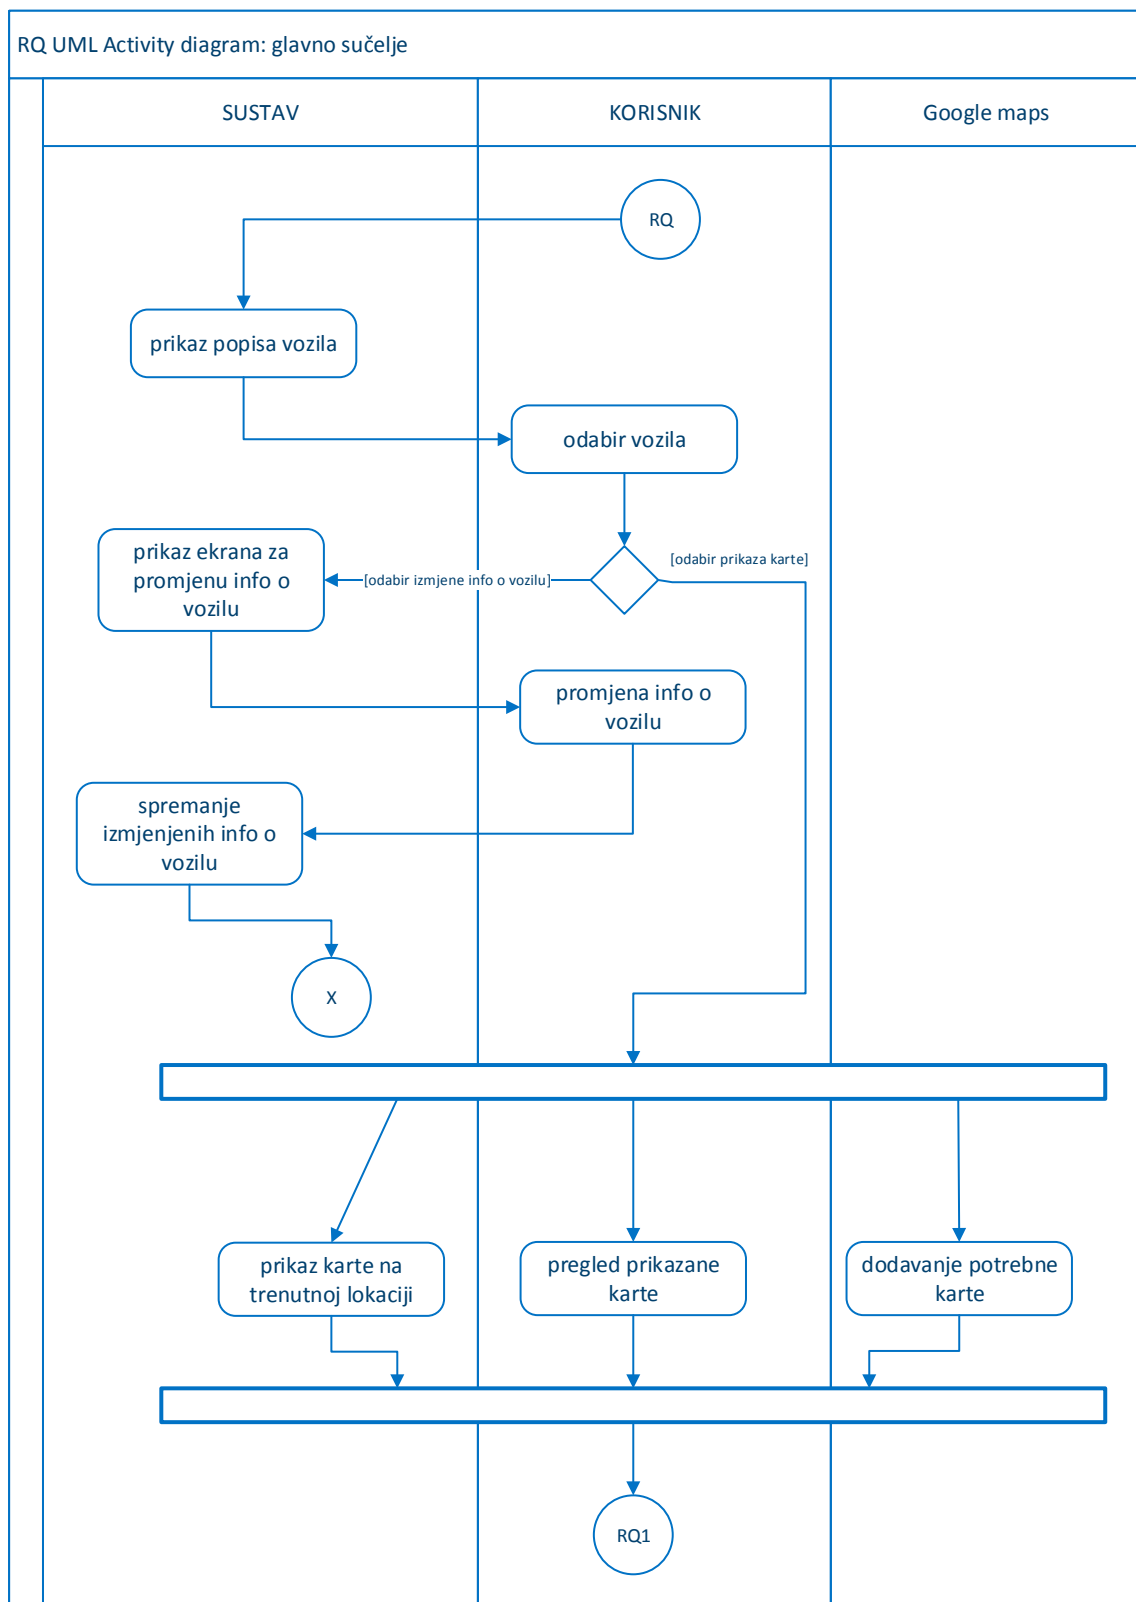 RQ UML Activity diagram: glavno sučelje
SUSTAV
KORISNIK
Google maps
RQ
prikaz popisa vozila
odabir vozila
prikaz ekrana za
promjenu info o
vozilu
[odabir izmjene info o vozilu]
[odabir prikaza karte]
promjena info o
vozilu
spremanje
izmjenjenih info o
vozilu
X
prikaz karte na
trenutnoj lokaciji
pregled prikazane
karte
dodavanje potrebne
karte
RQ1